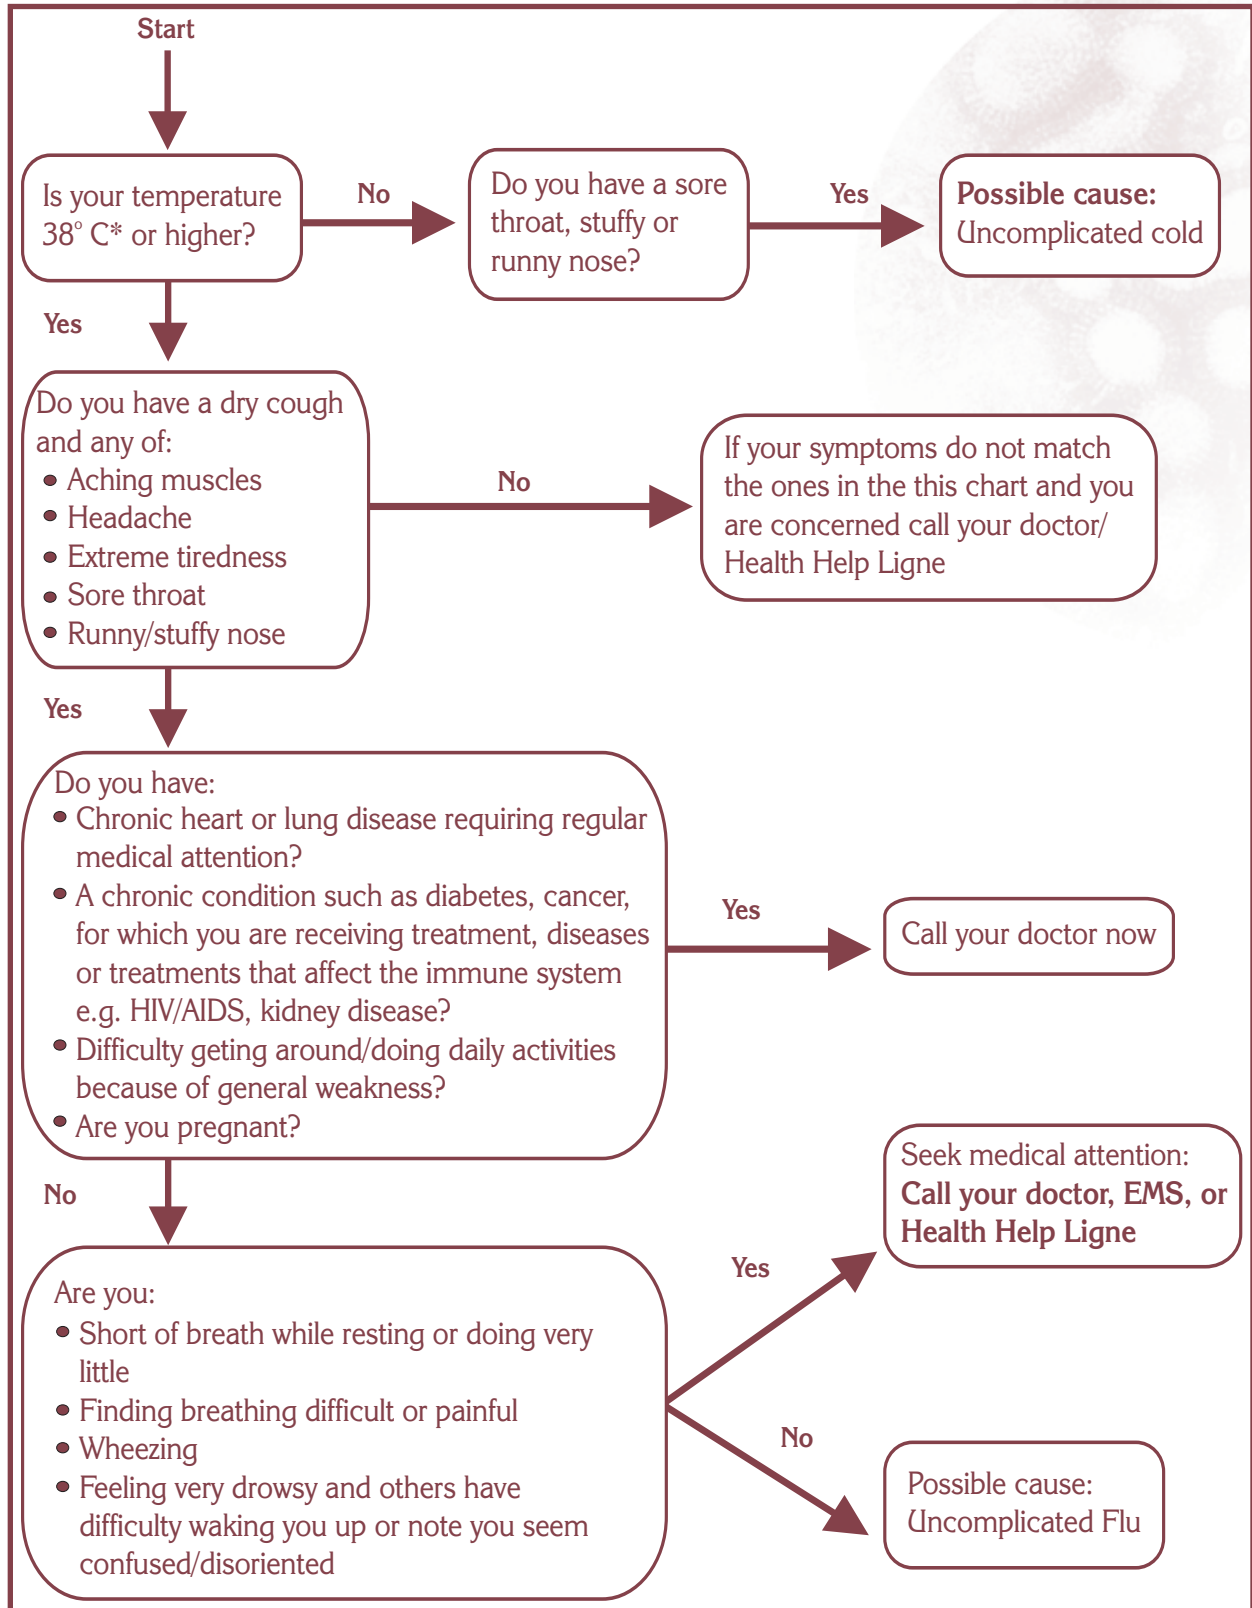 Start
Is your temperature
38° C* or higher?
No
Do you have a sore
throat, stuffy or
runny nose?
Yes
Possible cause:
Uncomplicated cold
Yes
Do you have a dry cough
and any of:
• Aching muscles
• Headache
• Extreme tiredness
• Sore throat
• Runny/stuffy nose
No
If your symptoms do not match
the ones in the this chart and you
are concerned call your doctor/
Health Help Ligne
Yes
Do you have:
• Chronic heart or lung disease requiring regular
medical attention?
• A chronic condition such as diabetes, cancer,
for which you are receiving treatment, diseases
or treatments that affect the immune system
e.g. HIV/AIDS, kidney disease?
• Difficulty geting around/doing daily activities
because of general weakness?
• Are you pregnant?
Yes
Call your doctor now
No
Are you:
• Short of breath while resting or doing very
little
• Finding breathing difficult or painful
• Wheezing
• Feeling very drowsy and others have
difficulty waking you up or note you seem
confused/disoriented
Yes
Seek medical attention:
Call your doctor, EMS, or
Health Help Ligne
No
Possible cause:
Uncomplicated Flu